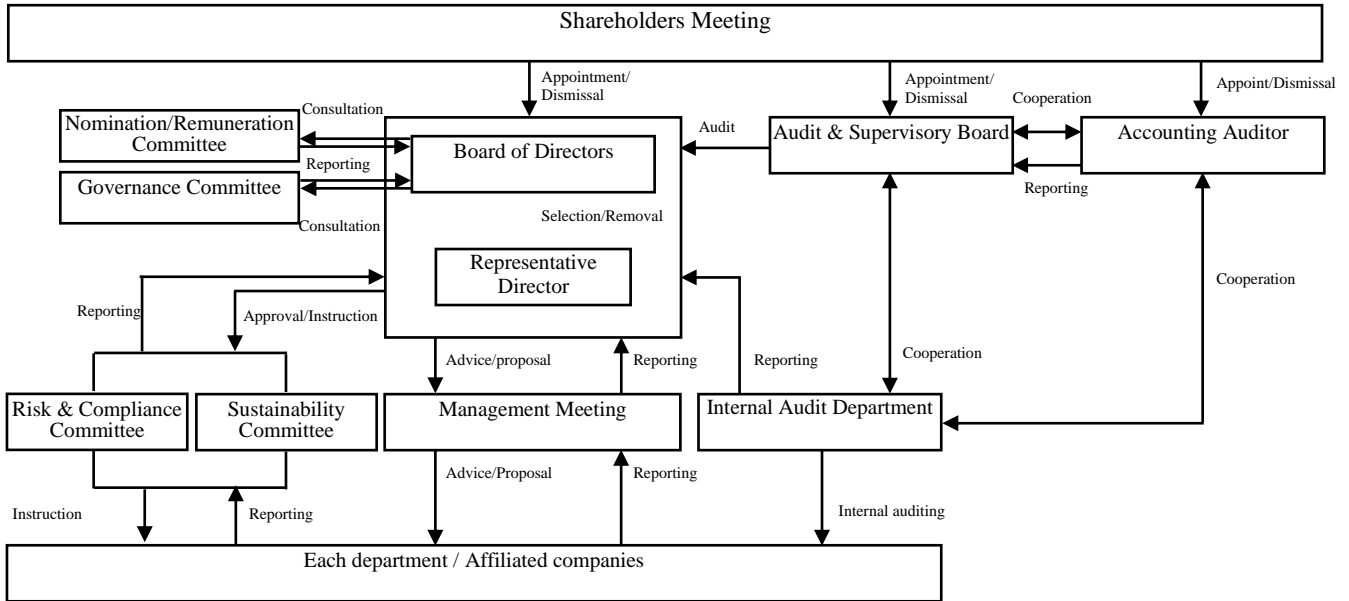 Shareholders Meeting
Appointment/
Dismissal
Appointment/
Dismissal
Appoint/Dismissal
Consultation
Cooperation
Nomination/Remuneration
Committee
Board of Directors
Audit
Audit & Supervisory Board
Accounting Auditor
Reporting
Reporting
Governance Committee
Consultation
Selection/Removal
Representative
Director
Cooperation
Reporting
Approval/Instruction
Advice/proposal
Reporting
Reporting
Cooperation
Risk & Compliance
Committee
Sustainability
Committee
Management Meeting
Internal Audit Department
Advice/Proposal
Reporting
Instruction
Reporting
Internal auditing
Each department / Affiliated companies